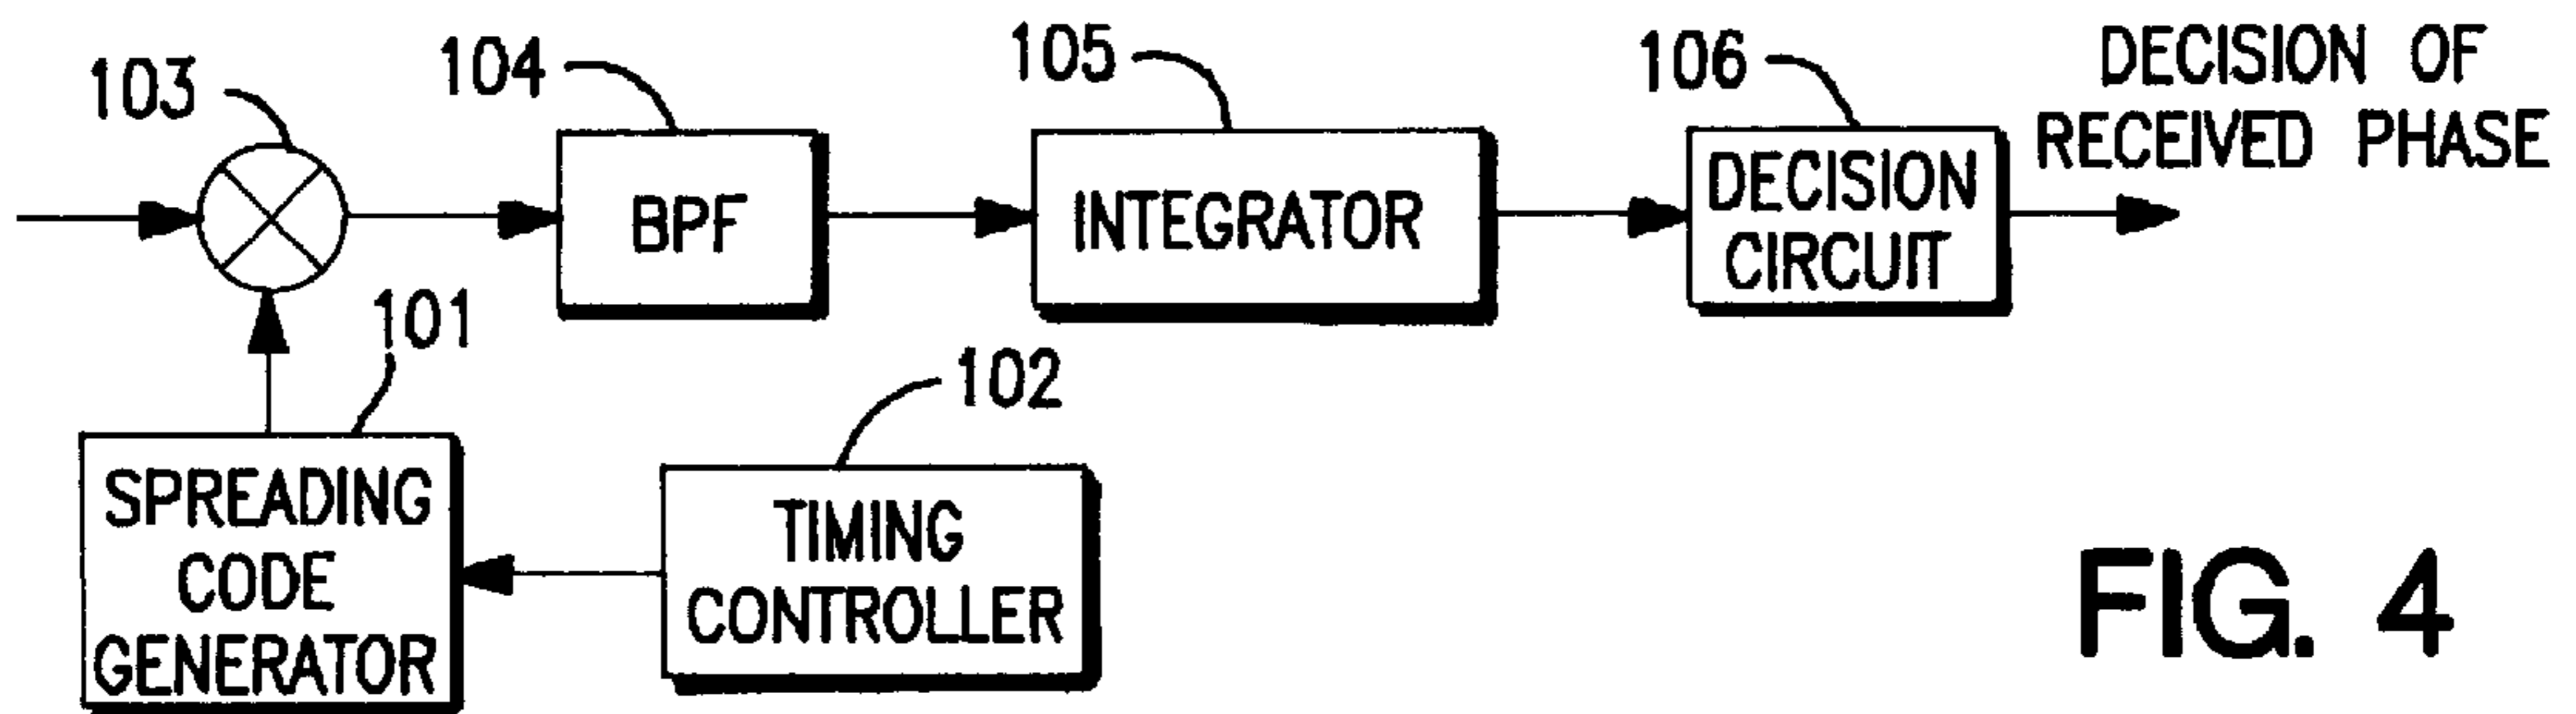 103
104
105
106
DECISION OF
RECEIVED PHASE
BPF
INTEGRATOR
DECISION
CIRCUIT
101
102
SPREADING
CODE
GENERATOR
TIMING
CONTROLLER
FIG. 4